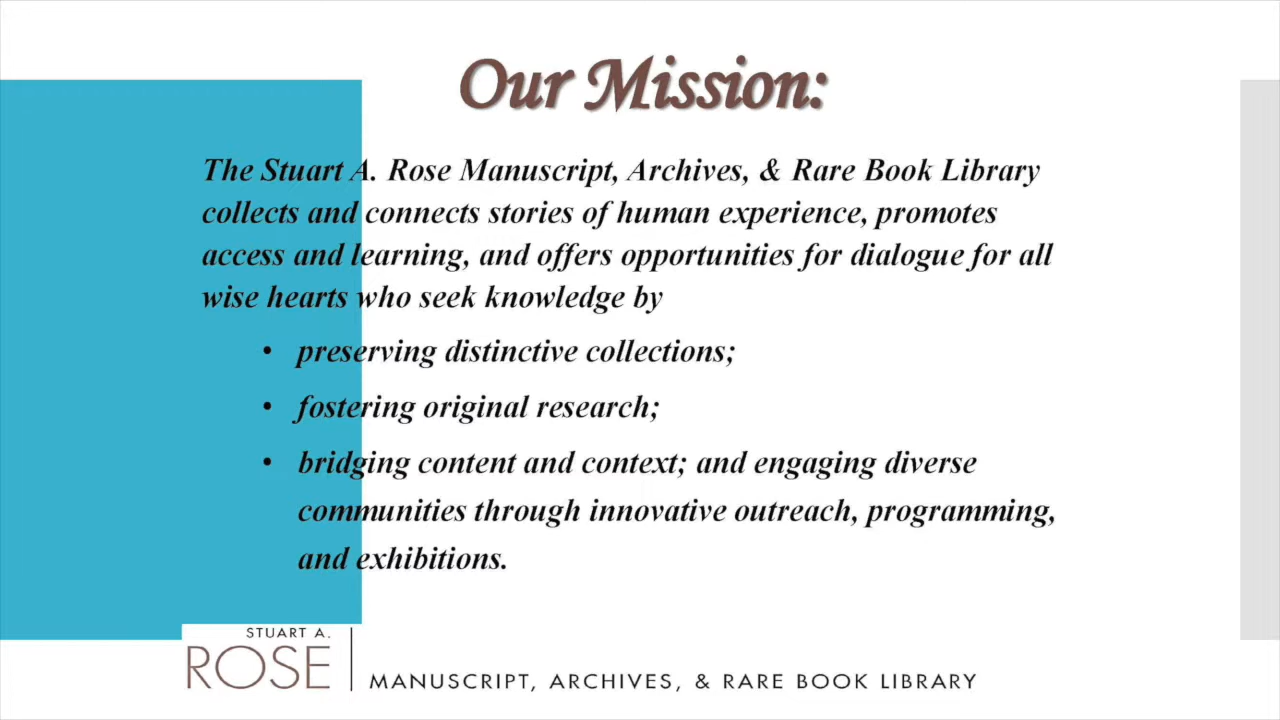 Our Mission:
The Stuart A. Rose Manuscript, Archives, & Rare Book Library
collects and connects stories of human experience, promotes
access and learning, and offers opportunities for dialogue for all
wise hearts who seek knowledge by
• preserving distinctive collections;
• fostering original research;
• bridging content and context; and engaging diverse
communities through innovative outreach, programming,
and exhibitions.
STUART A.
ROSE
MANUSCRIPT, ARCHIVES, & RARE BOOK LIBRARY